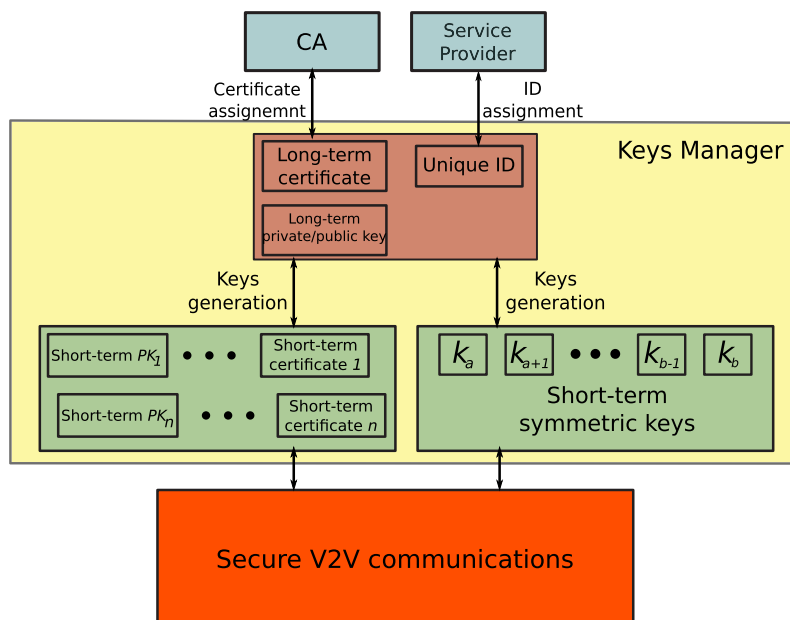 CA
Service
Provider
Certificate
assignemnt
ID
assignment
Keys Manager
Long-term
certificate
Unique ID
Long-term
private/public key
Keys
generation
Keys
generation
Short-term PK1
Short-term
certificate 1
Short-term PKn
Short-term
certificate n
ka
ka+1
kb-1
kb
Short-term
symmetric keys
Secure V2V communications